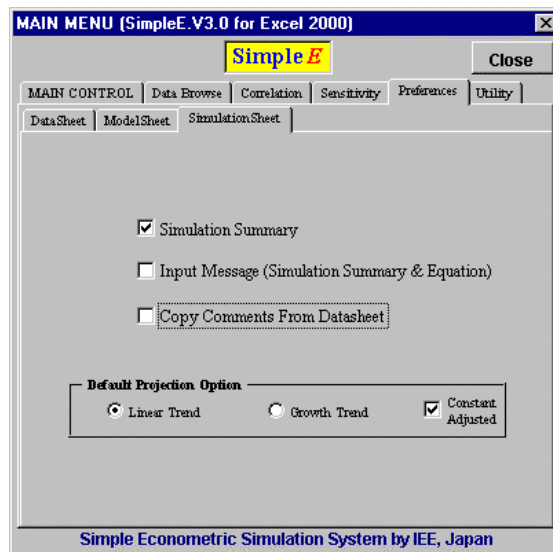 MAIN MENU (SimpleE.V3.0 for Excel 2000)
Simple E
Close
MAIN CONTROL Data Browse Correlation Sensitivity Preferences Utility
DataSheet ModelSheet SimulationSheet
Simulation Summary
Input Message (Simulation Summary & Equation)
Copy Comments From Datasheet
Default Projection Option
Linear Trend Growth Trend Constant Adjusted
Simple Econometric Simulation System by IEE, Japan